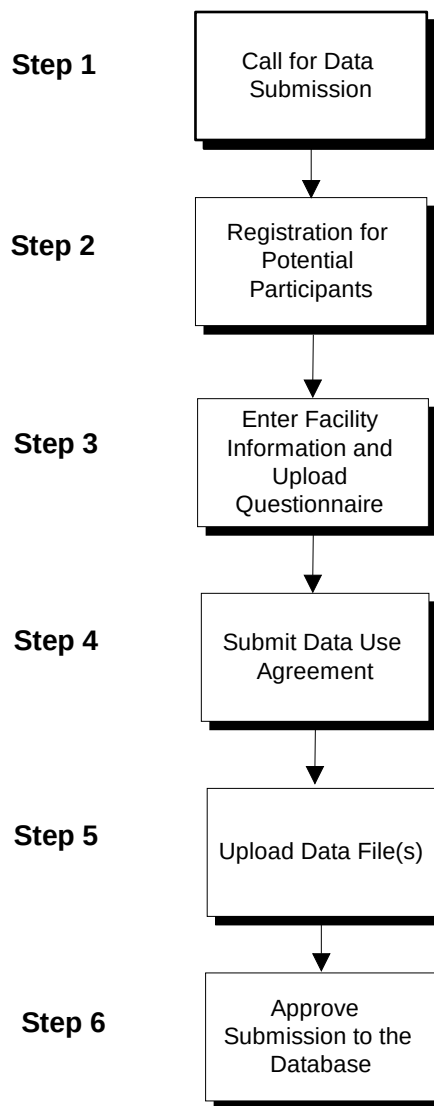 Step 1
Call for Data
Submission
Step 2
Registration for
Potential
Participants
Step 3
Enter Facility
Information and
Upload
Questionnaire
Step 4
Submit Data Use
Agreement
Step 5
Upload Data File(s)
Step 6
Approve
Submission to the
Database